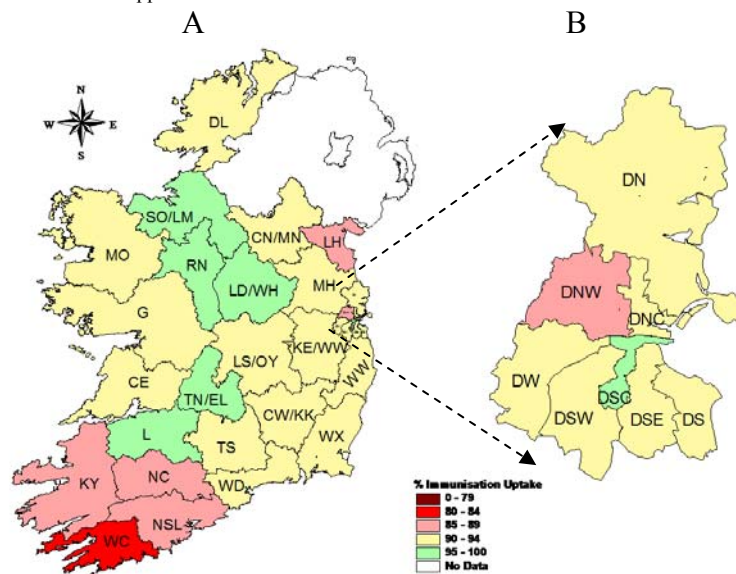 A
B
N
W E
S
DL
SO/LM
CN/MN
LH
MO
RN
LD/WH
MH
G
LS/OY
KE/WW
WW
CE
TN/EL
CW/KK
L
TS
WX
KY
NC
WD
NSL
WC
DN
DNW
DNC
DW
DSC
DSW
DSE
DS
% Immunisation Uptake
0 - 79
80 - 84
85 - 89
90 - 94
95 - 100
No Data